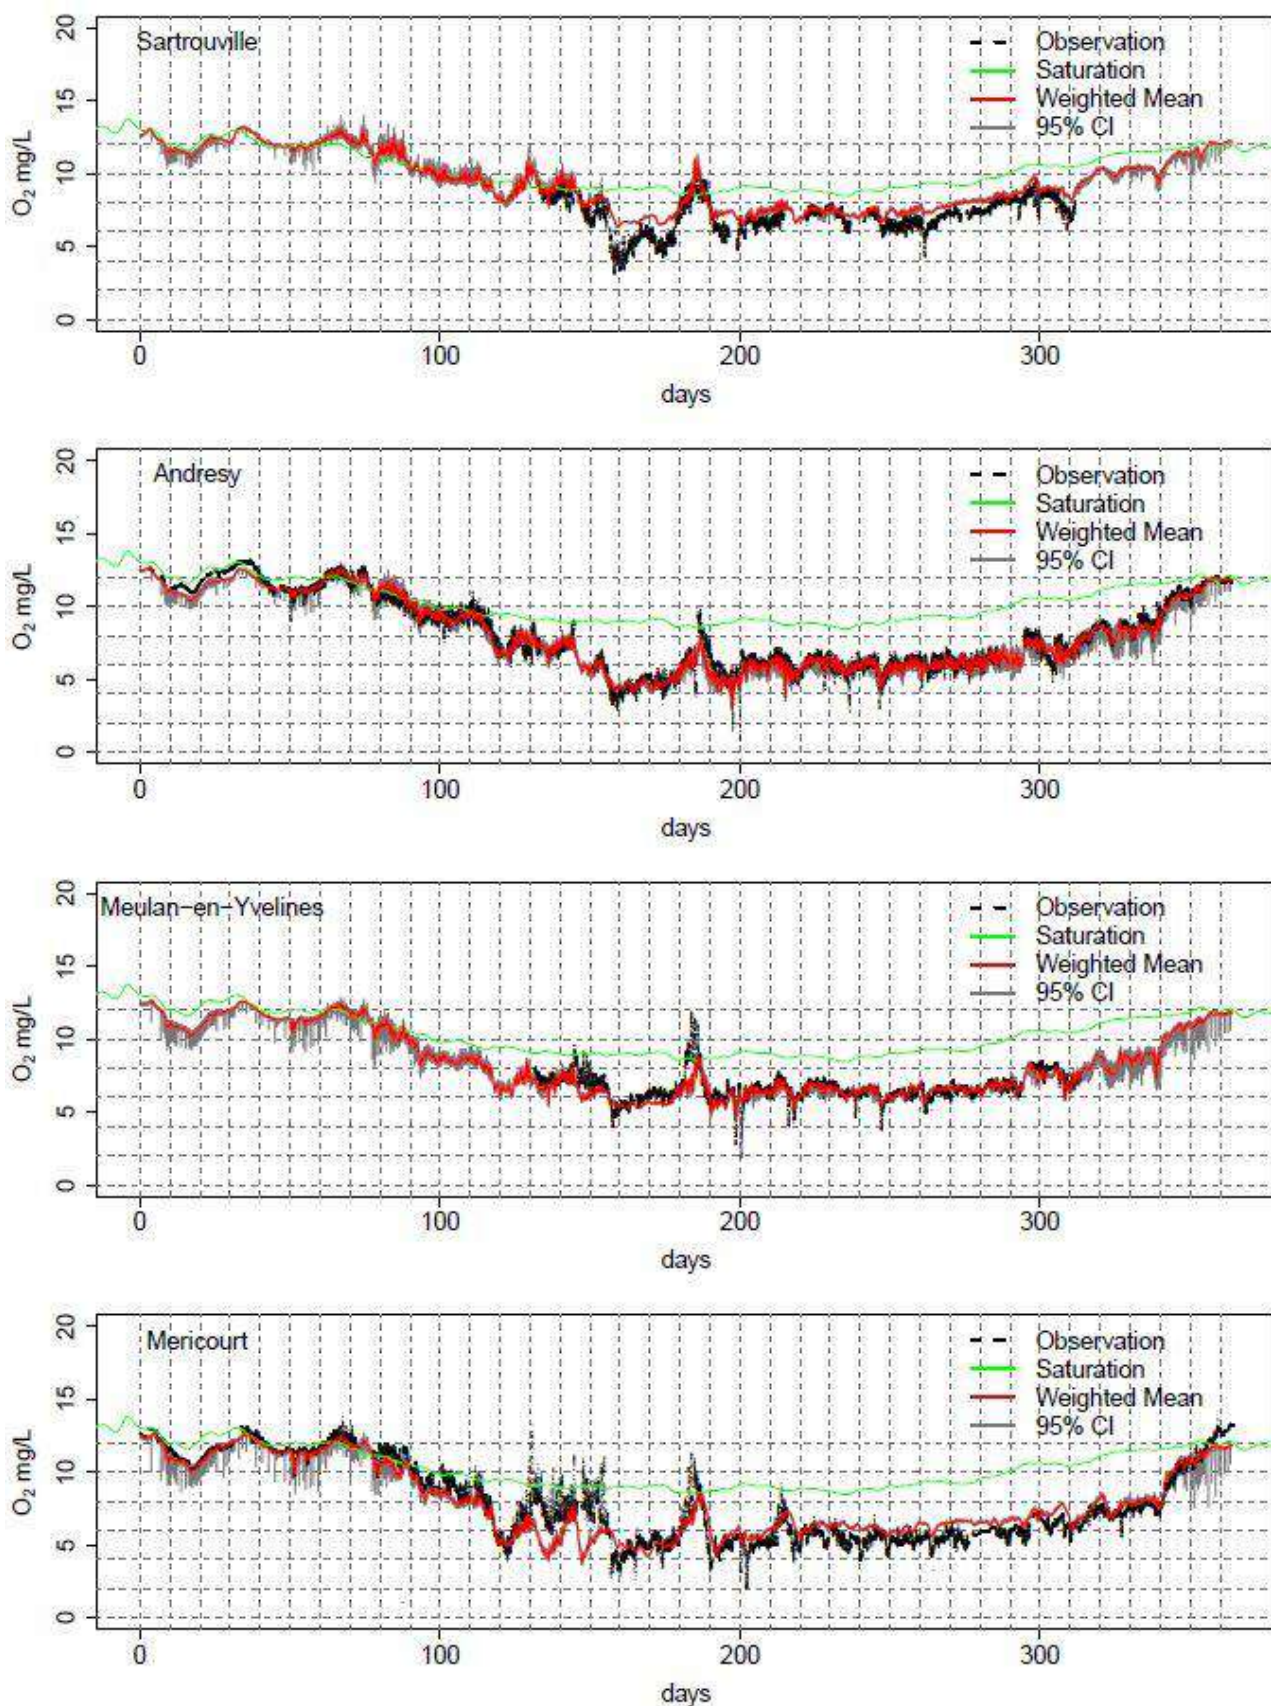 Sartrouville
Observation
Saturation
Weighted Mean
95% CI
O₂ mg/L
20
15
10
5
0
0 100 200 300
days
Andresy
Observation
Saturation
Weighted Mean
95% CI
O₂ mg/L
20
15
10
5
0
0 100 200 300
days
Meulan-en-Yvelines
Observation
Saturation
Weighted Mean
95% CI
O₂ mg/L
20
15
10
5
0
0 100 200 300
days
Mericourt
Observation
Saturation
Weighted Mean
95% CI
O₂ mg/L
20
15
10
5
0
0 100 200 300
days